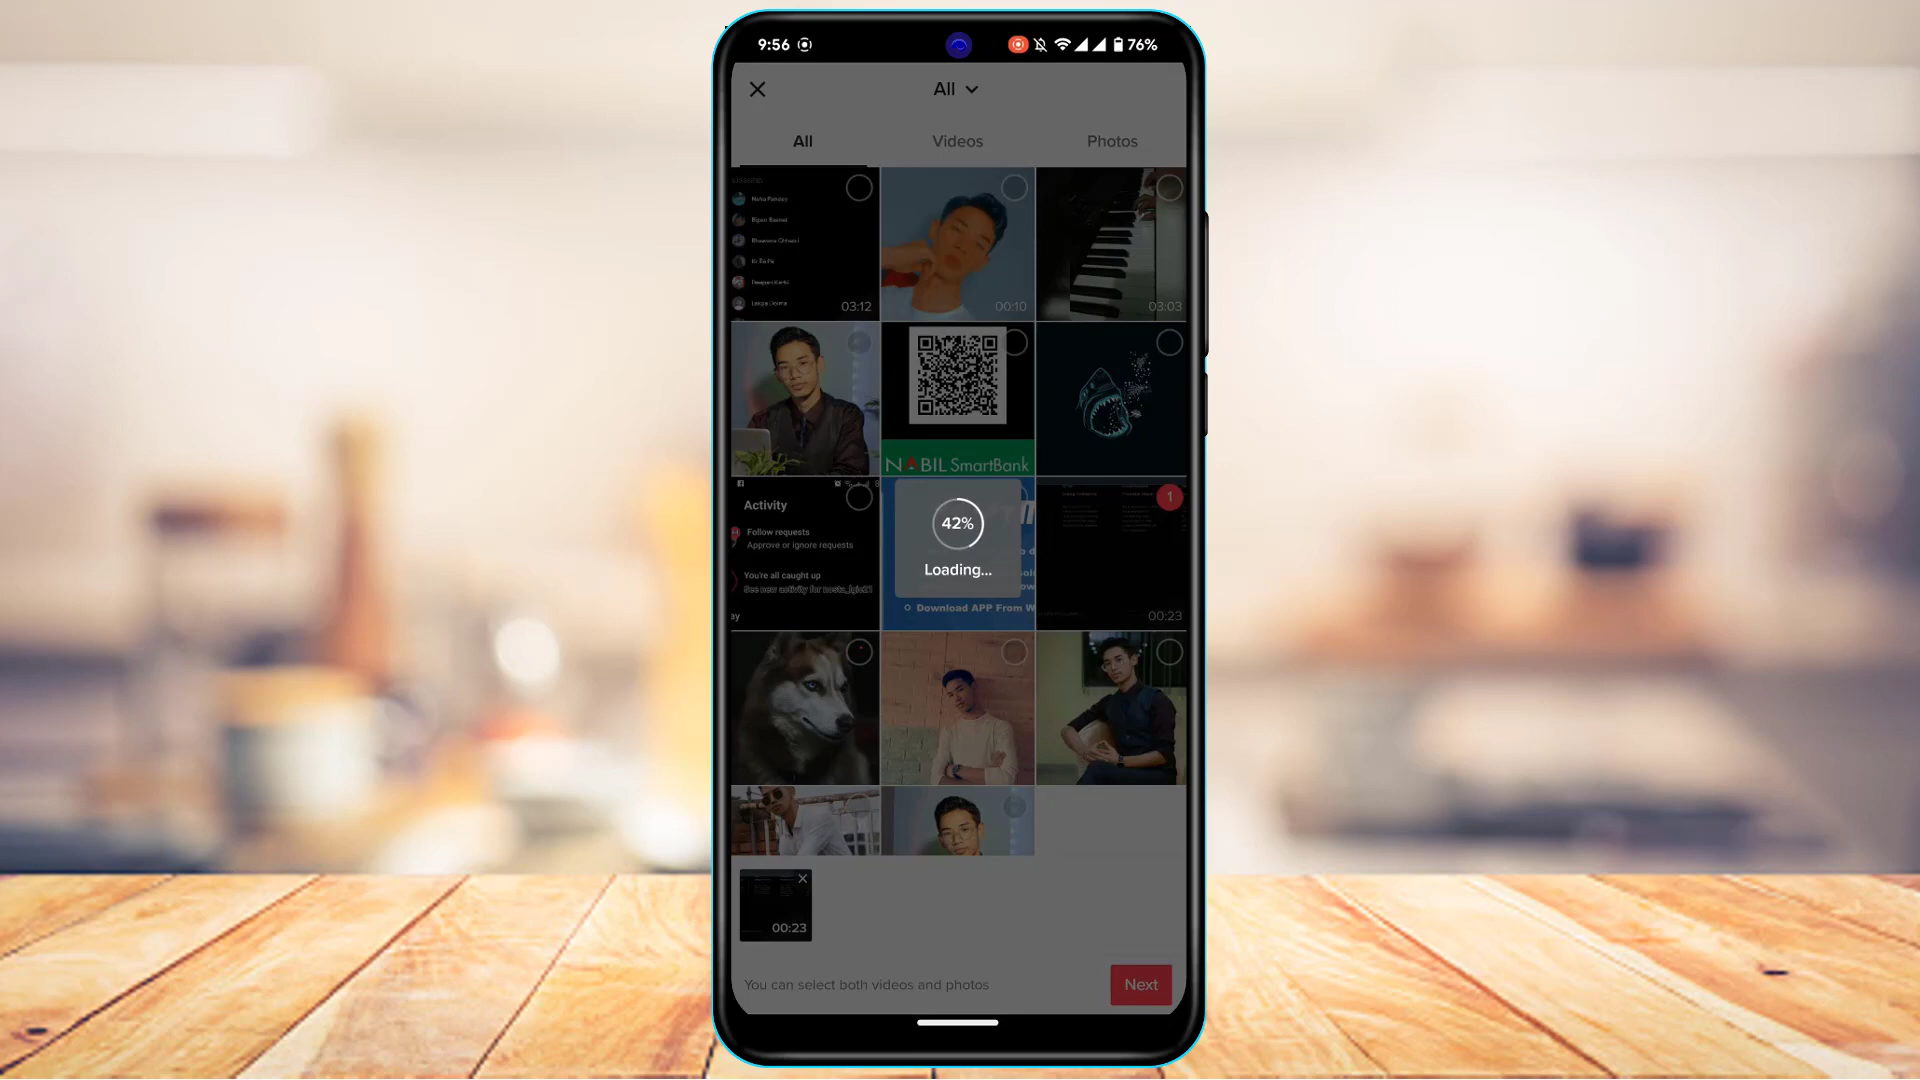 9:56
76%
All
All Videos Photos
03:12
00:10
03:03
NABIL SmartBank
Activity
Follow requests
Approve or ignore requests
You're all caught up
ay
42%
Loading...
Download APP From W
1
00:23
00:23
You can select both videos and photos
Next